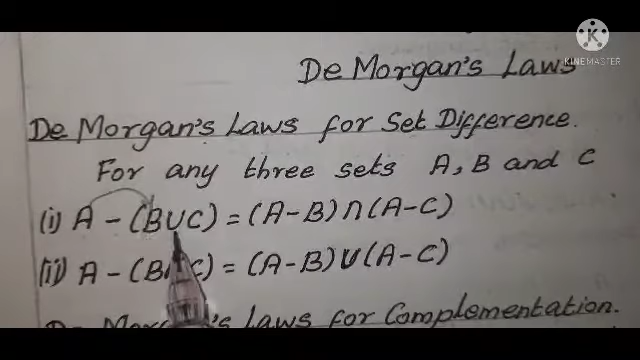 KINEMASTER
De Morgan's Laws
De Morgan's Laws for Set Difference.
For any three sets A, B and C
(i) A - (B∪C) = (A-B)∩(A-C)
(ii) A - (B C) = (A-B)∪(A-C)
Laws for Complementation.